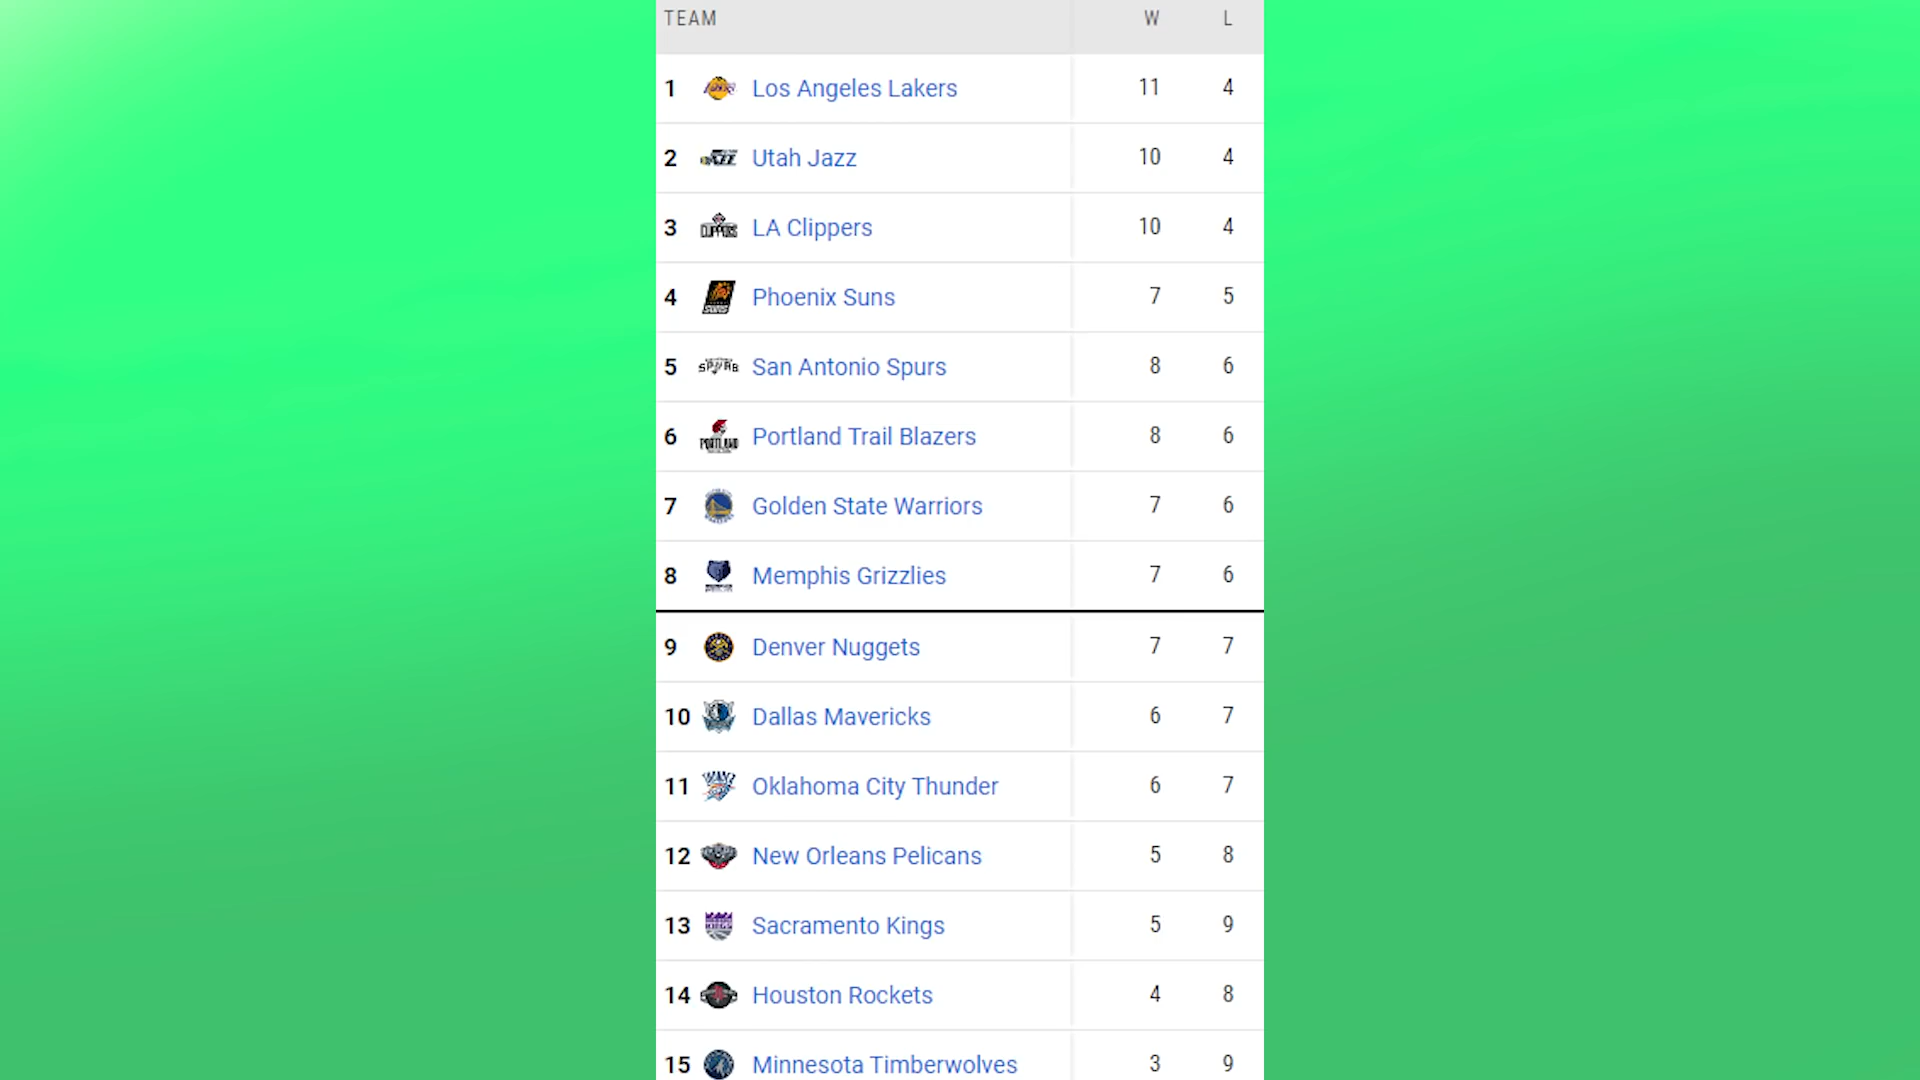 TEAM W L
1 Los Angeles Lakers 11 4
2 Utah Jazz 10 4
3 LA Clippers 10 4
4 Phoenix Suns 7 5
5 San Antonio Spurs 8 6
6 Portland Trail Blazers 8 6
7 Golden State Warriors 7 6
8 Memphis Grizzlies 7 6
9 Denver Nuggets 7 7
10 Dallas Mavericks 6 7
11 Oklahoma City Thunder 6 7
12 New Orleans Pelicans 5 8
13 Sacramento Kings 5 9
14 Houston Rockets 4 8
15 Minnesota Timberwolves 3 9